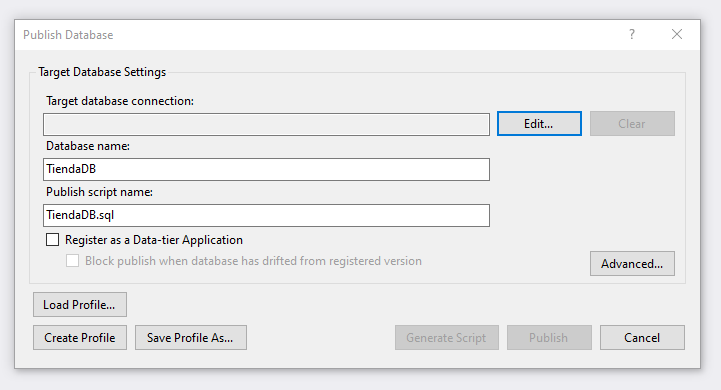 Publish Database
?
Target Database Settings
Target database connection:
Edit...
Clear
Database name:
TiendaDB
Publish script name:
TiendaDB.sql
Register as a Data-tier Application
Block publish when database has drifted from registered version
Advanced...
Load Profile...
Create Profile
Save Profile As...
Generate Script
Publish
Cancel